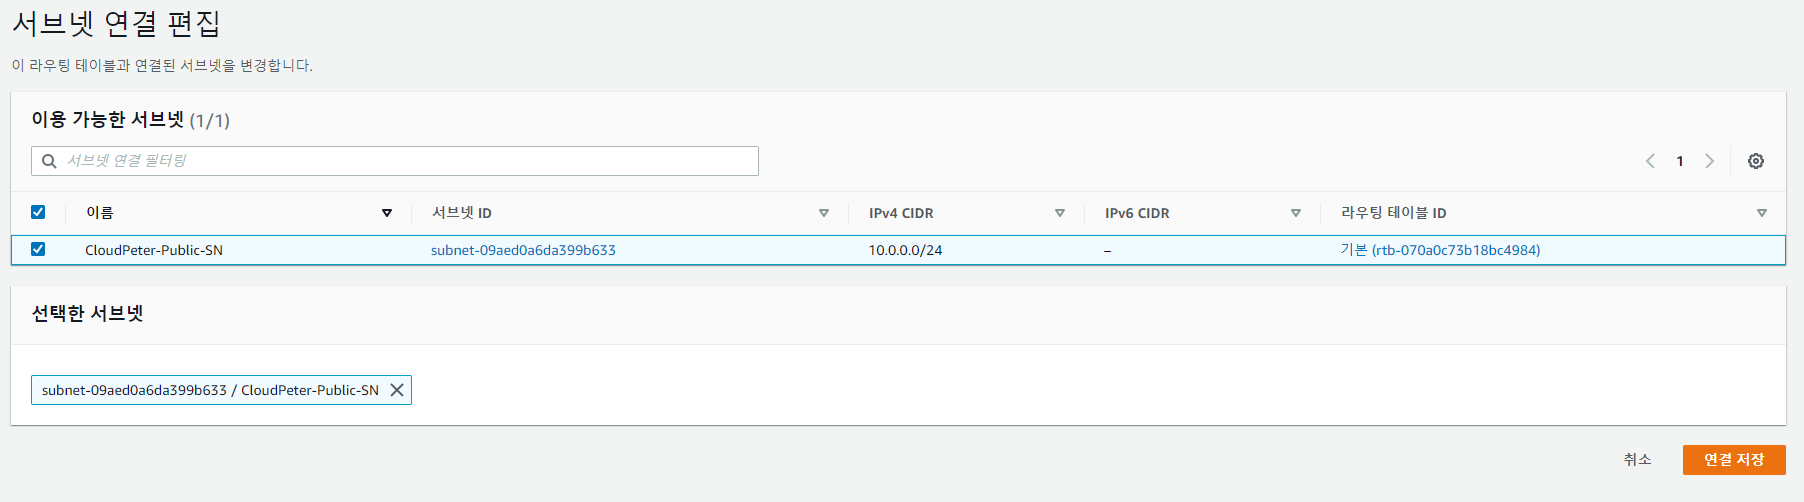 서브넷 연결 편집
이 라우팅 테이블과 연결된 서브넷을 변경합니다.
이용 가능한 서브넷 (1/1)
서브넷 연결 필터링
1
이름 서브넷 ID IPv4 CIDR IPv6 CIDR 라우팅 테이블 ID
CloudPeter-Public-SN subnet-09aed0a6da399b633 10.0.0.0/24 – 기본 (rtb-070a0c73b18bc4984)
선택한 서브넷
subnet-09aed0a6da399b633 / CloudPeter-Public-SN
취소 연결 저장